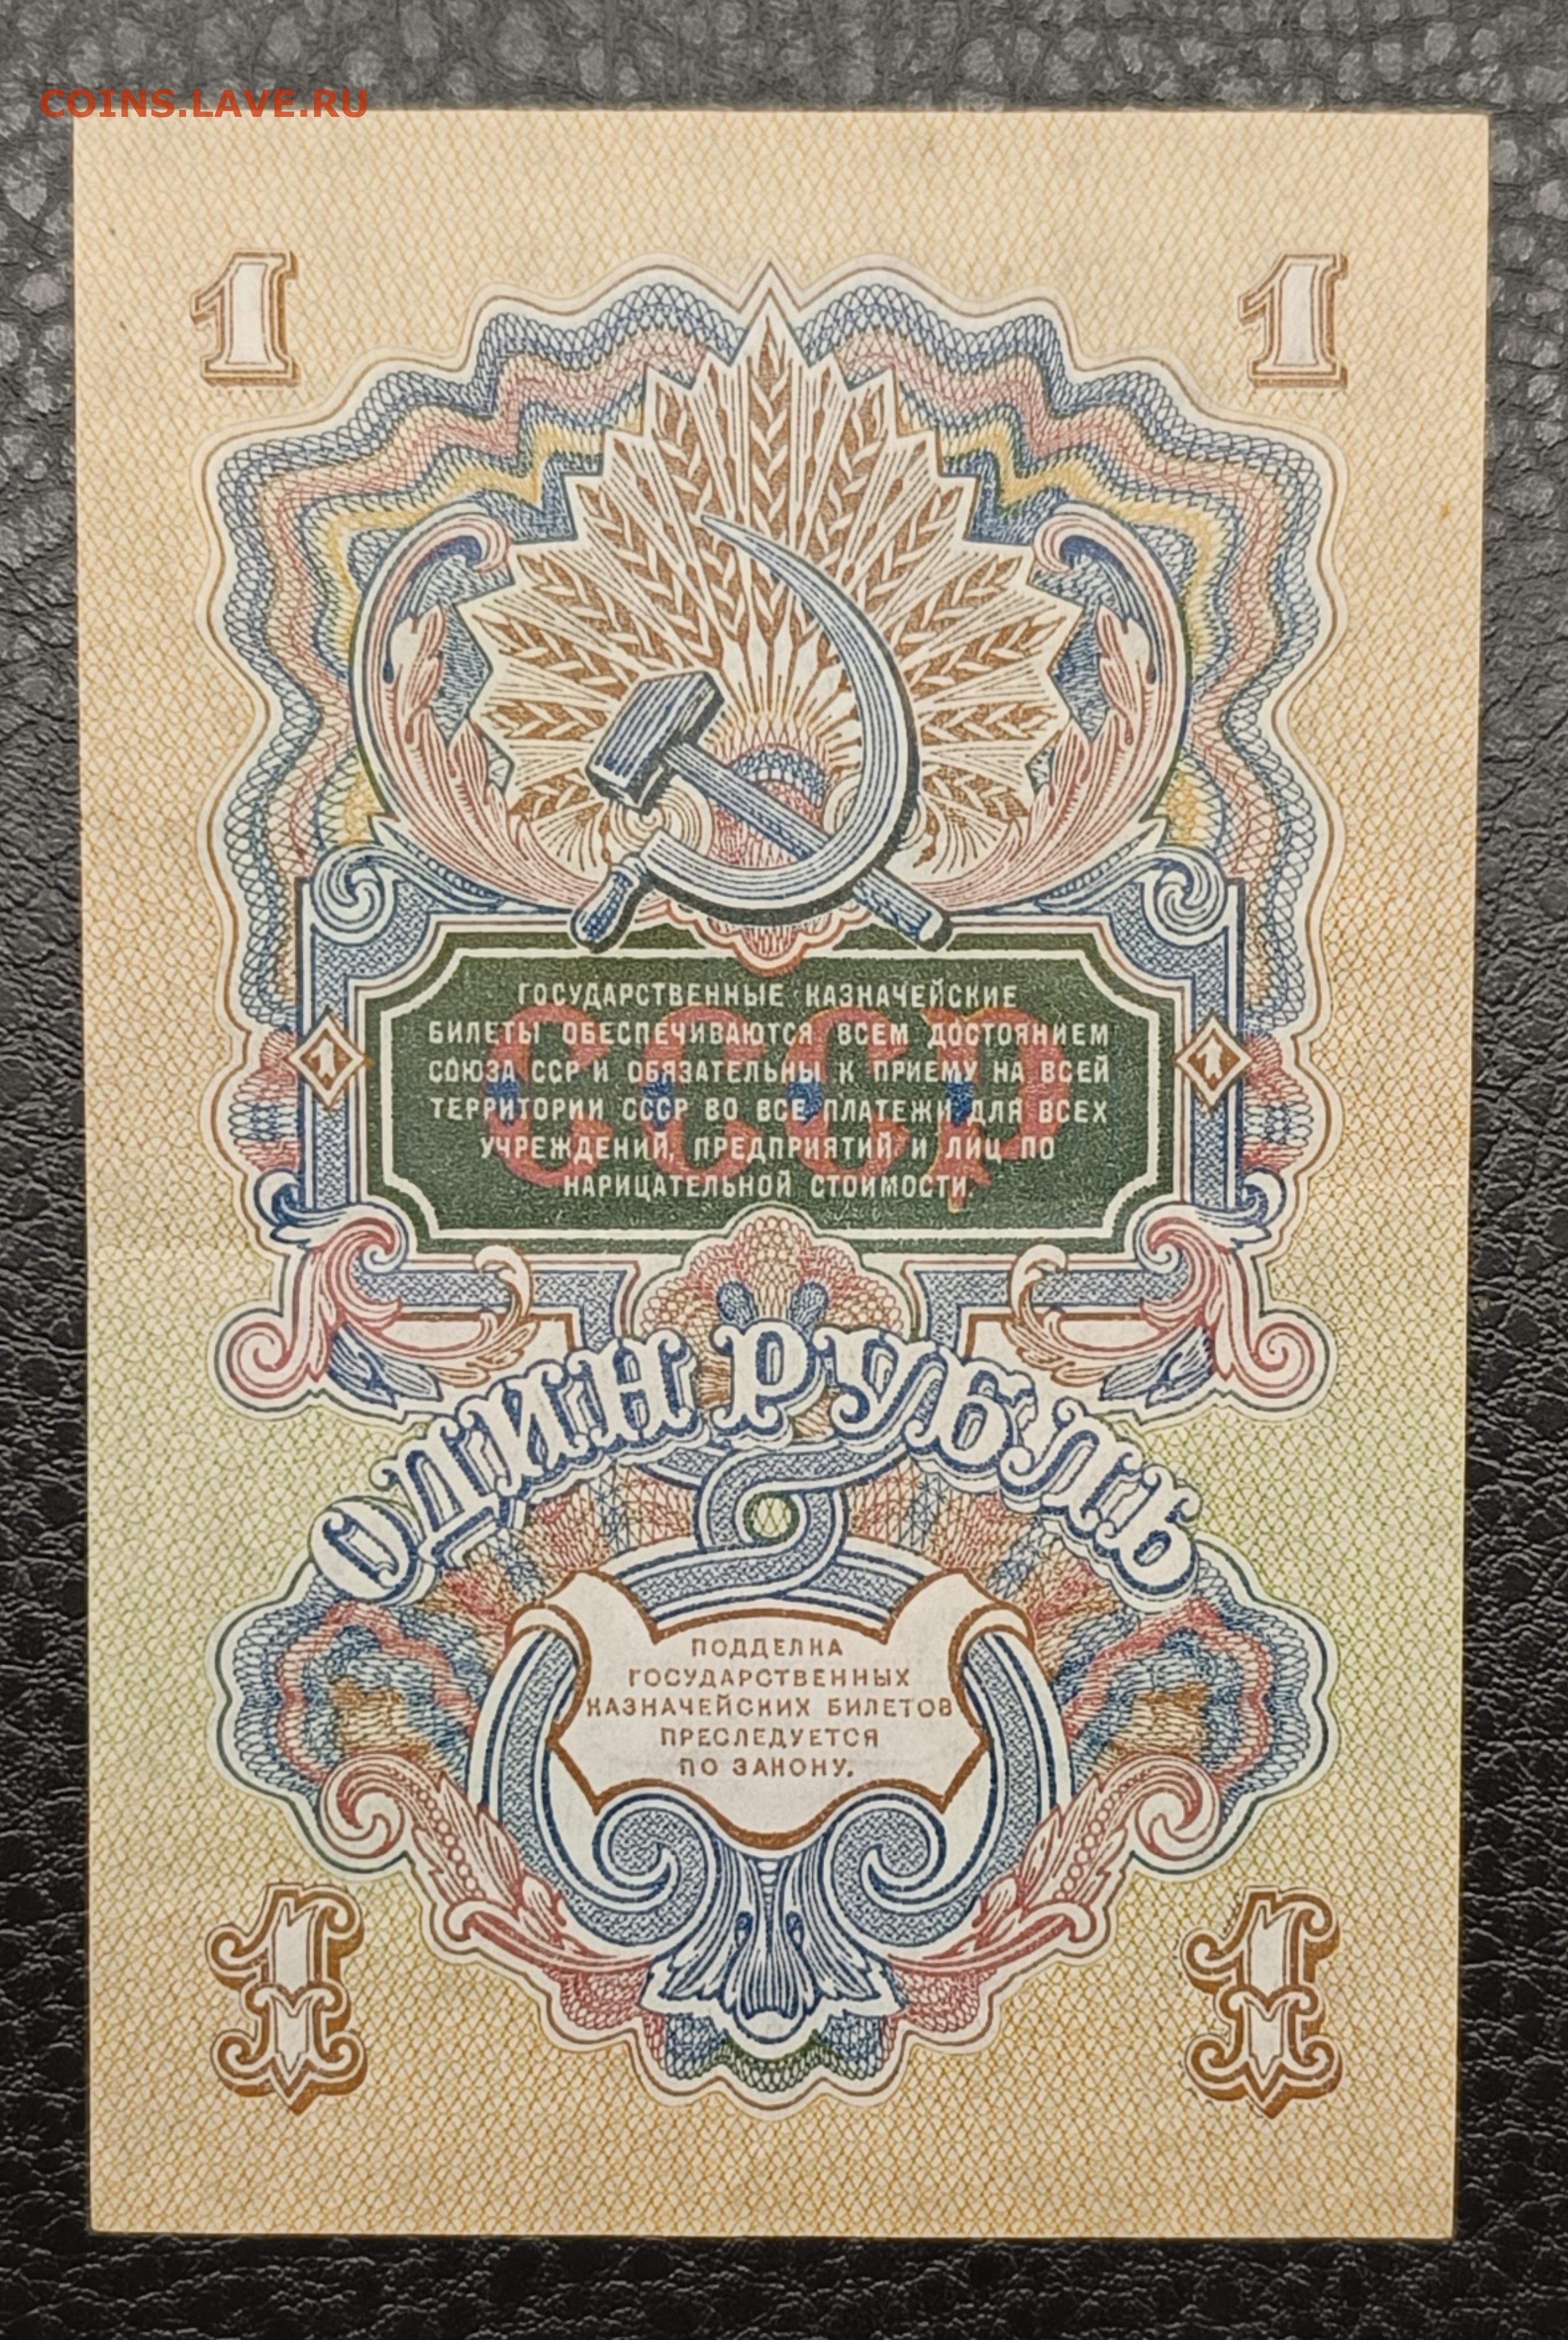 COINS.LAVE.RU
1 1
СССР
ГОСУДАРСТВЕННЫЕ КАЗНАЧЕЙСКИЕ
БИЛЕТЫ ОБЕСПЕЧИВАЮТСЯ ВСЕМ ДОСТОЯНИЕМ
СОЮЗА ССР И ОБЯЗАТЕЛЬНЫ К ПРИЕМУ НА ВСЕЙ
1 ТЕРРИТОРИИ СССР ВО ВСЕ ПЛАТЕЖИ ДЛЯ ВСЕХ 1
УЧРЕЖДЕНИЙ, ПРЕДПРИЯТИЙ И ЛИЦ ПО
НАРИЦАТЕЛЬНОЙ СТОИМОСТИ.
ОДИН РУБЛЬ
ПОДДЕЛКА
ГОСУДАРСТВЕННЫХ
КАЗНАЧЕЙСКИХ БИЛЕТОВ
ПРЕСЛЕДУЕТСЯ
ПО ЗАКОНУ.
1 1